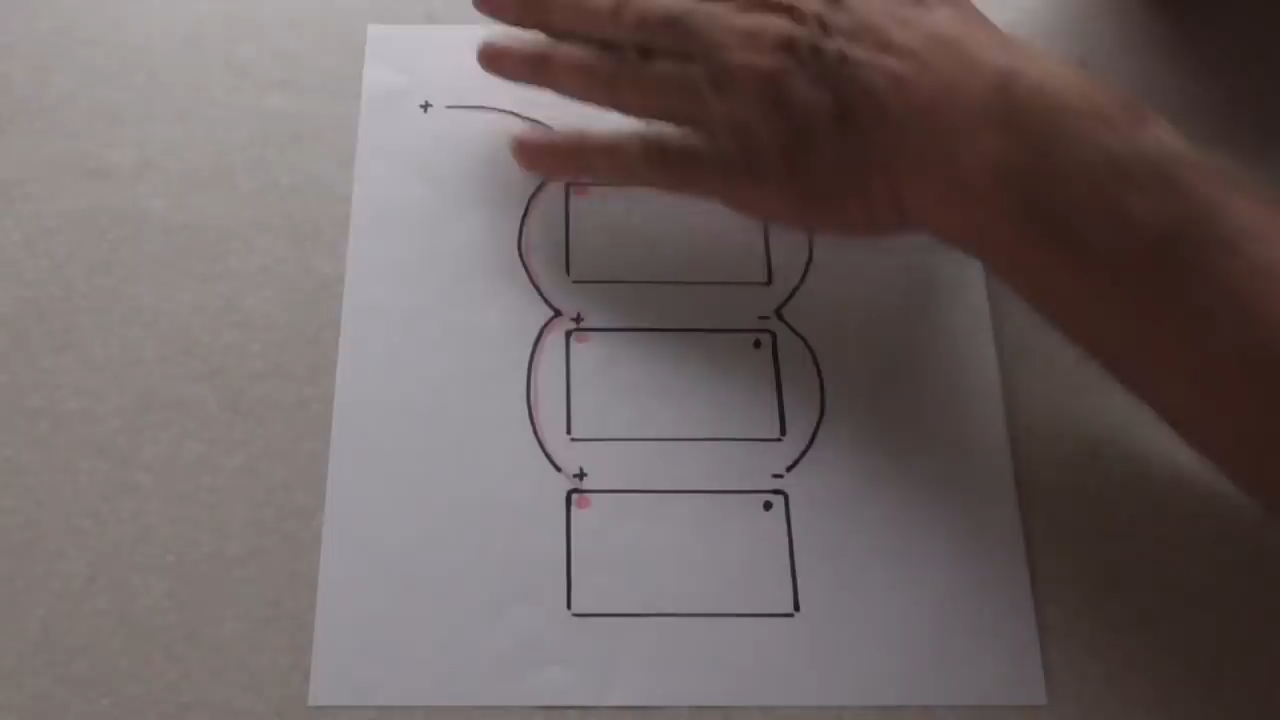 +
+ -
+ -